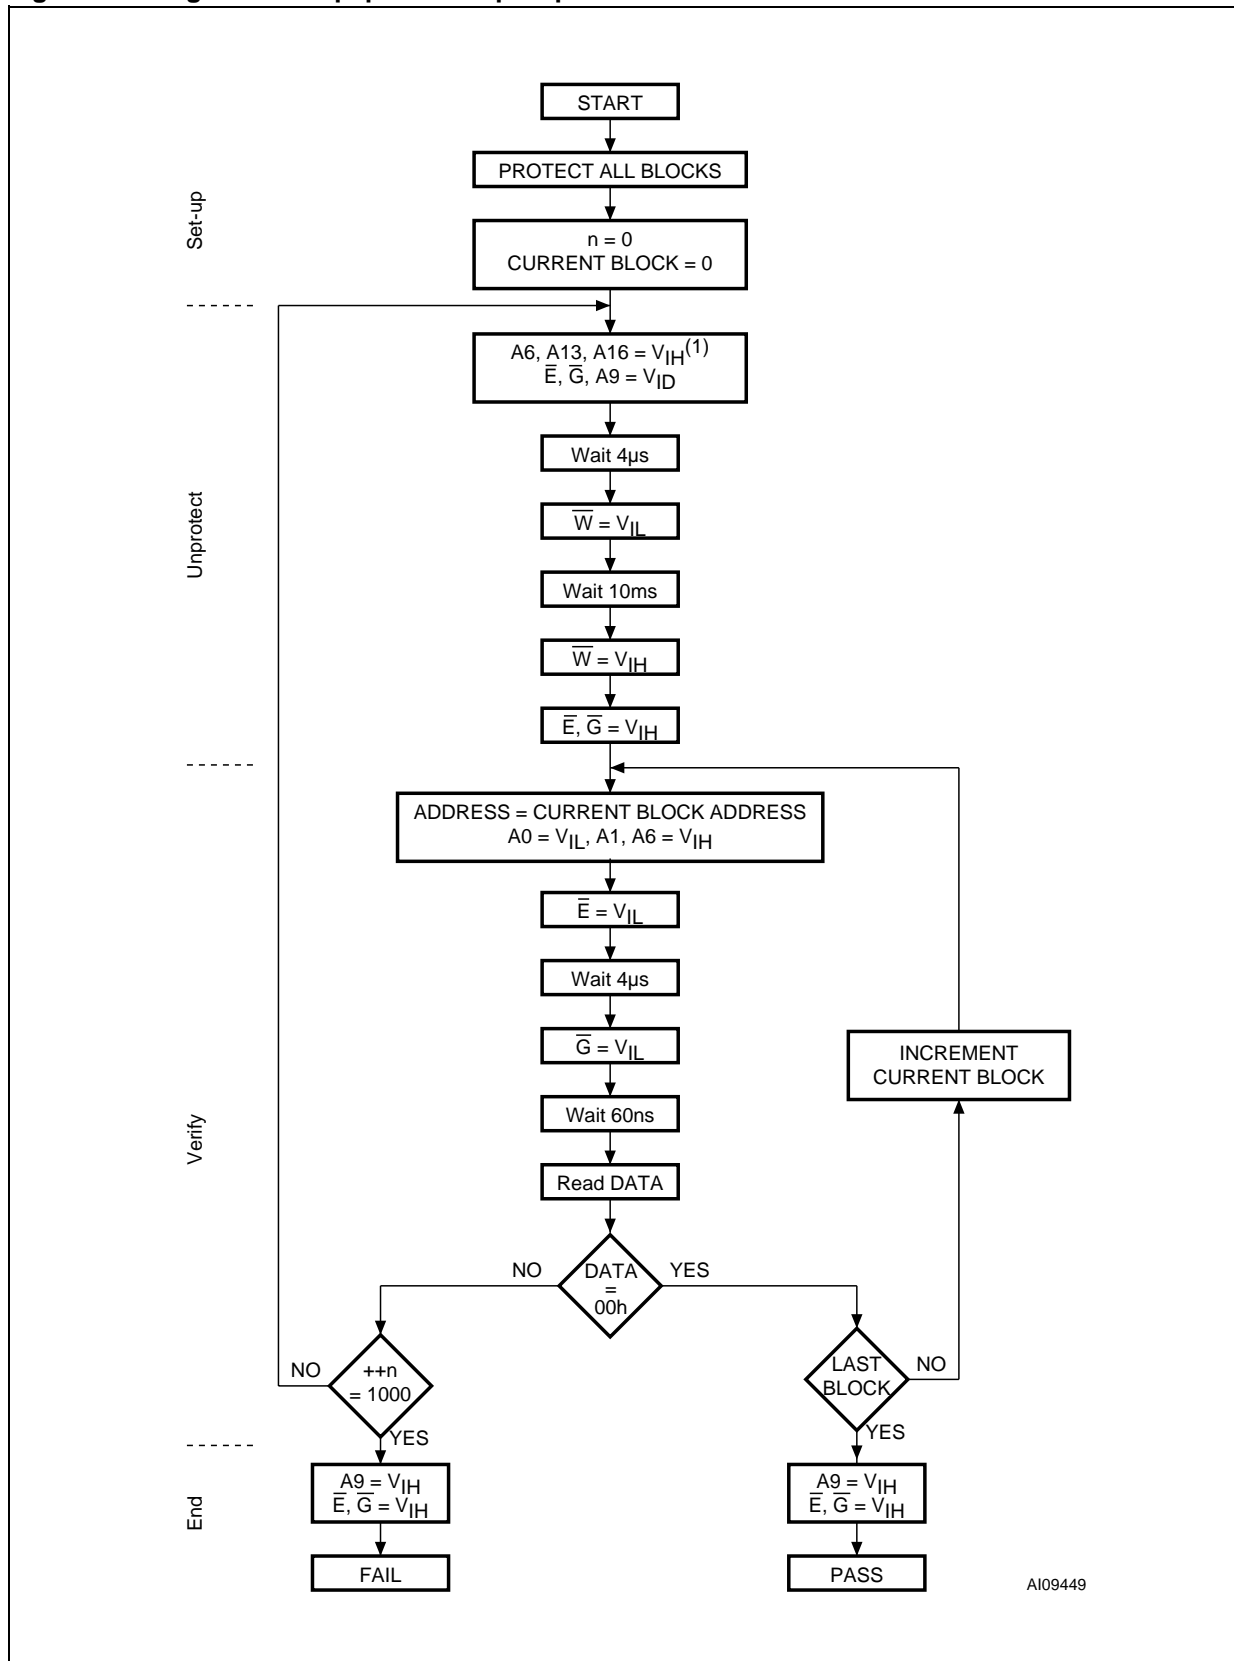 START
PROTECT ALL BLOCKS
Set-up
n = 0
CURRENT BLOCK = 0
A6, A13, A16 = VIH(1)
E̅, G̅, A9 = VID
Wait 4µs
W̅ = VIL
Unprotect
Wait 10ms
W̅ = VIH
E̅, G̅ = VIH
ADDRESS = CURRENT BLOCK ADDRESS
A0 = VIL, A1, A6 = VIH
E̅ = VIL
Wait 4µs
G̅ = VIL
INCREMENT
CURRENT BLOCK
Wait 60ns
Verify
Read DATA
NO
DATA
=
00h
YES
NO
++n
= 1000
YES
LAST
BLOCK
NO
YES
End
A9 = VIH
E̅, G̅ = VIH
A9 = VIH
E̅, G̅ = VIH
FAIL
PASS
AI09449